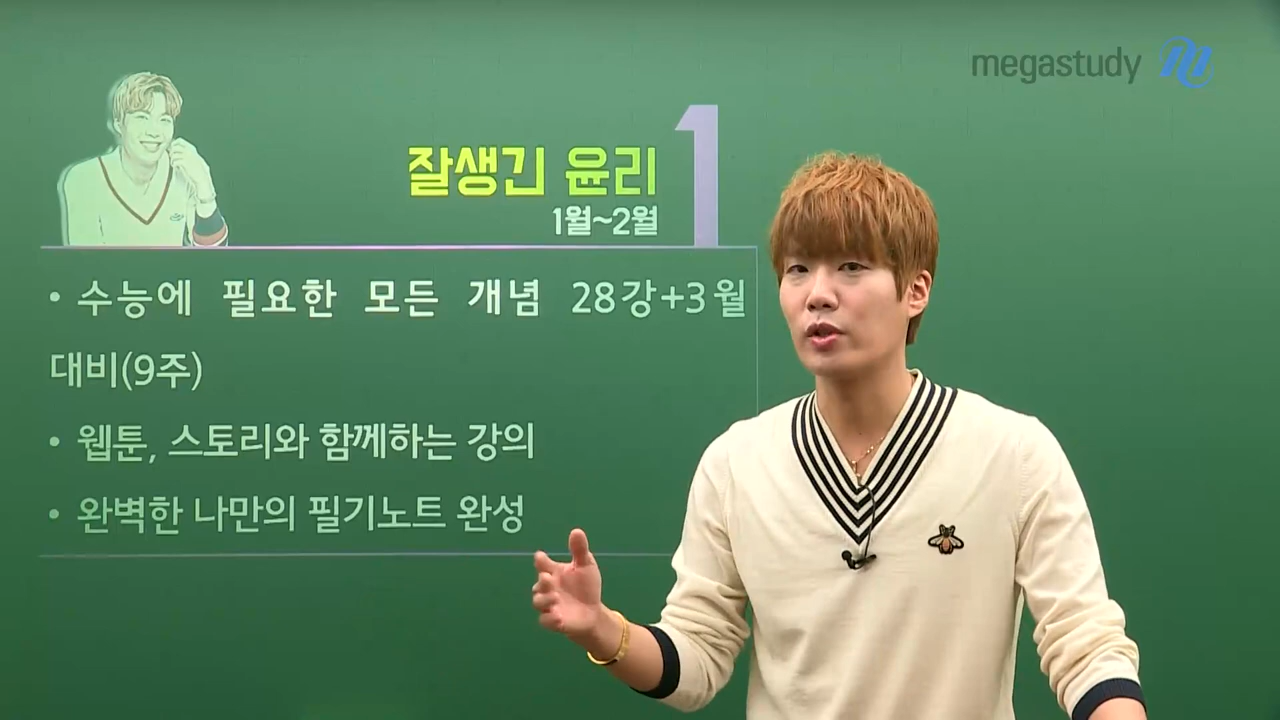 megastudy
잘생긴 윤리
1월~2월
1
• 수능에 필요한 모든 개념 28강+3월
대비(9주)
• 웹툰, 스토리와 함께하는 강의
• 완벽한 나만의 필기노트 완성